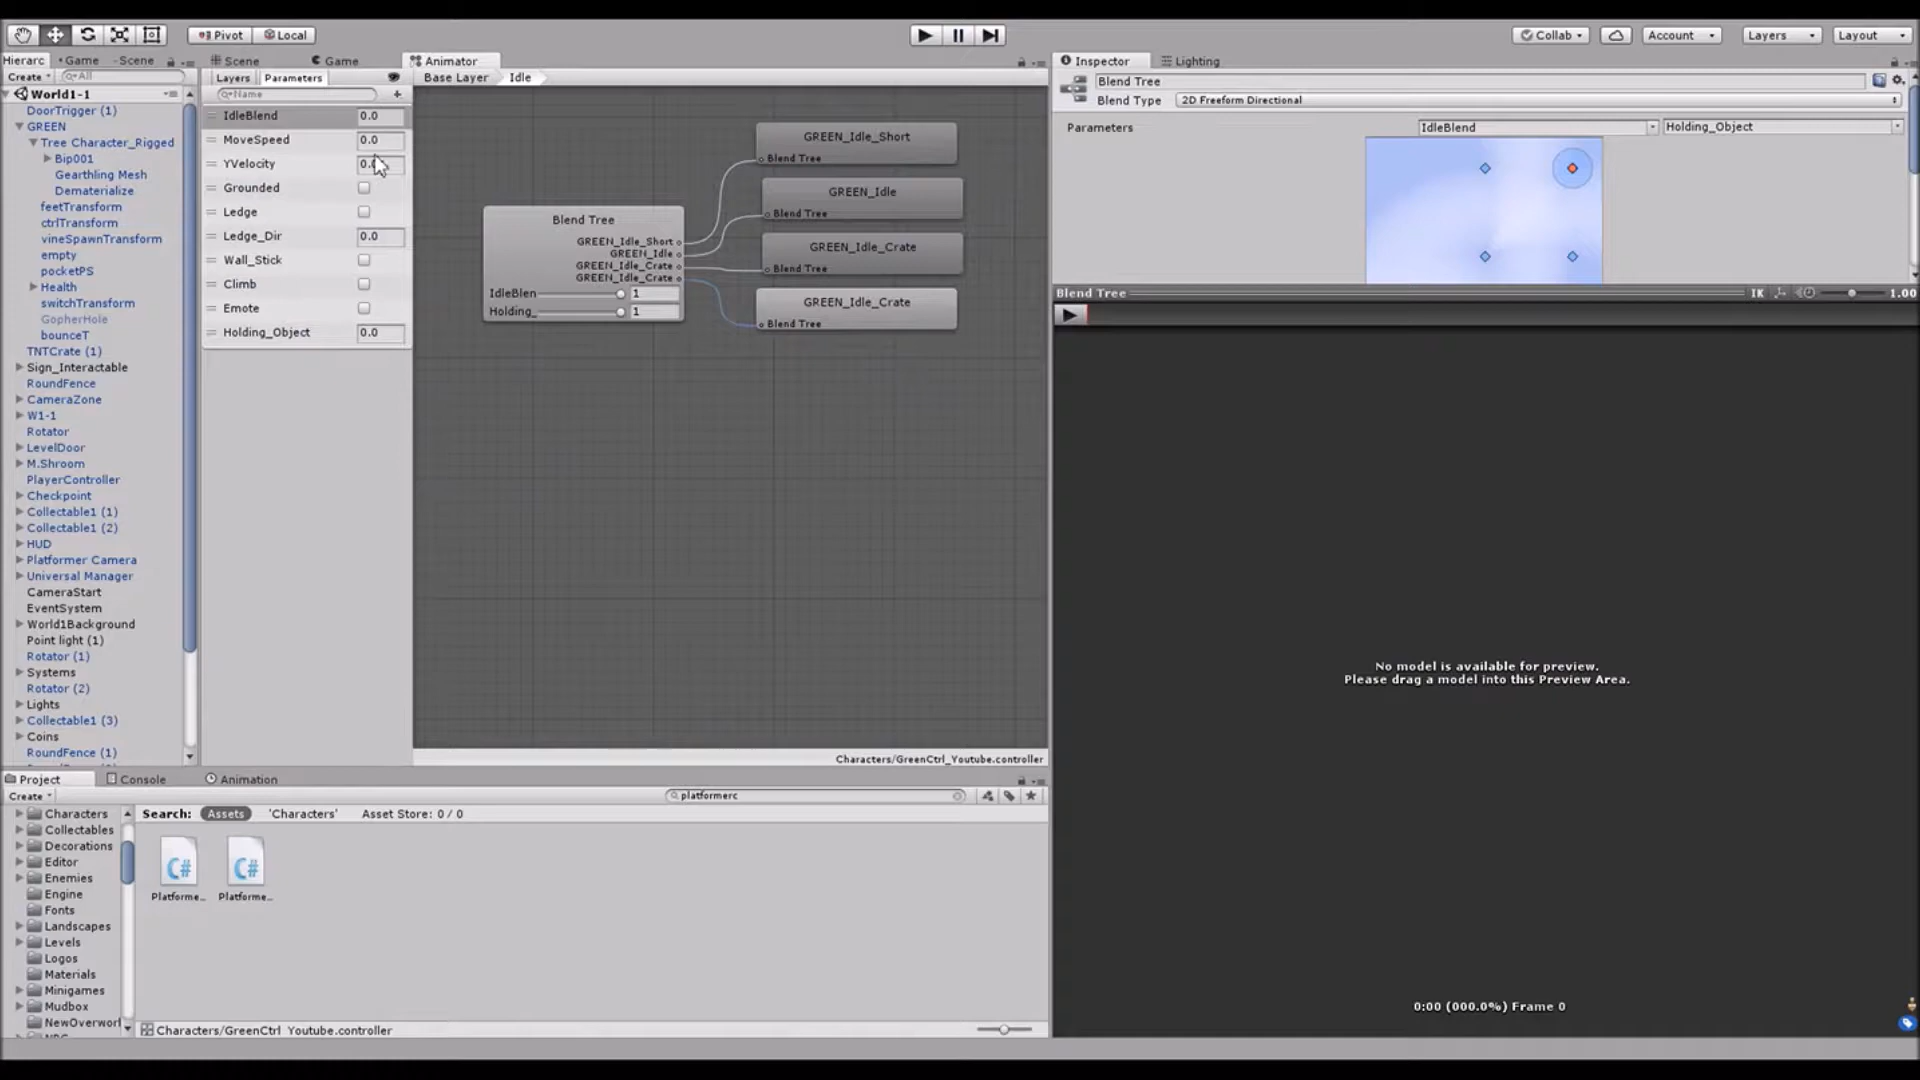 Pivot
Local
Collab
Account
Layers
Layout
Hierarc
Game
Scene
Scene
Game
Animator
Inspector
Lighting
Create
All
Layers
Parameters
Base Layer
Idle
Blend Tree
Name
Blend Type
2D Freeform Directional
Parameters
IdleBlend
Holding_Object
World1-1
DoorTrigger (1)
GREEN
Tree Character_Rigged
Bip001
Gearthling Mesh
Dematerialize
feetTransform
ctrlTransform
vineSpawnTransform
empty
pocketPS
Health
switchTransform
GopherHole
bounceT
TNTCrate (1)
Sign_Interactable
RoundFence
CameraZone
W1-1
Rotator
LevelDoor
M.Shroom
PlayerController
Checkpoint
Collectable1 (1)
Collectable1 (2)
HUD
Platformer Camera
Universal Manager
CameraStart
EventSystem
World1Background
Point light (1)
Rotator (1)
Systems
Rotator (2)
Lights
Collectable1 (3)
Coins
RoundFence (1)
IdleBlend 0.0
MoveSpeed 0.0
YVelocity 0.0
Grounded
Ledge
Ledge_Dir 0.0
Wall_Stick
Climb
Emote
Holding_Object 0.0
Blend Tree
GREEN_Idle_Short
GREEN_Idle
GREEN_Idle_Crate
GREEN_Idle_Crate
IdleBlen 1
Holding_ 1
GREEN_Idle_Short
Blend Tree
GREEN_Idle
Blend Tree
GREEN_Idle_Crate
Blend Tree
GREEN_Idle_Crate
Blend Tree
Characters/GreenCtrl_Youtube.controller
Blend Tree
IK
1.00
No model is available for preview.
Please drag a model into this Preview Area.
0:00 (000.0%) Frame 0
Project
Console
Animation
Create
platformerc
Search:
Assets
'Characters'
Asset Store: 0 / 0
Characters
Collectables
Decorations
Editor
Enemies
Engine
Fonts
Landscapes
Levels
Logos
Materials
Minigames
Mudbox
NewOverworl
C#
Platforme...
C#
Platforme...
Characters/GreenCtrl_Youtube.controller